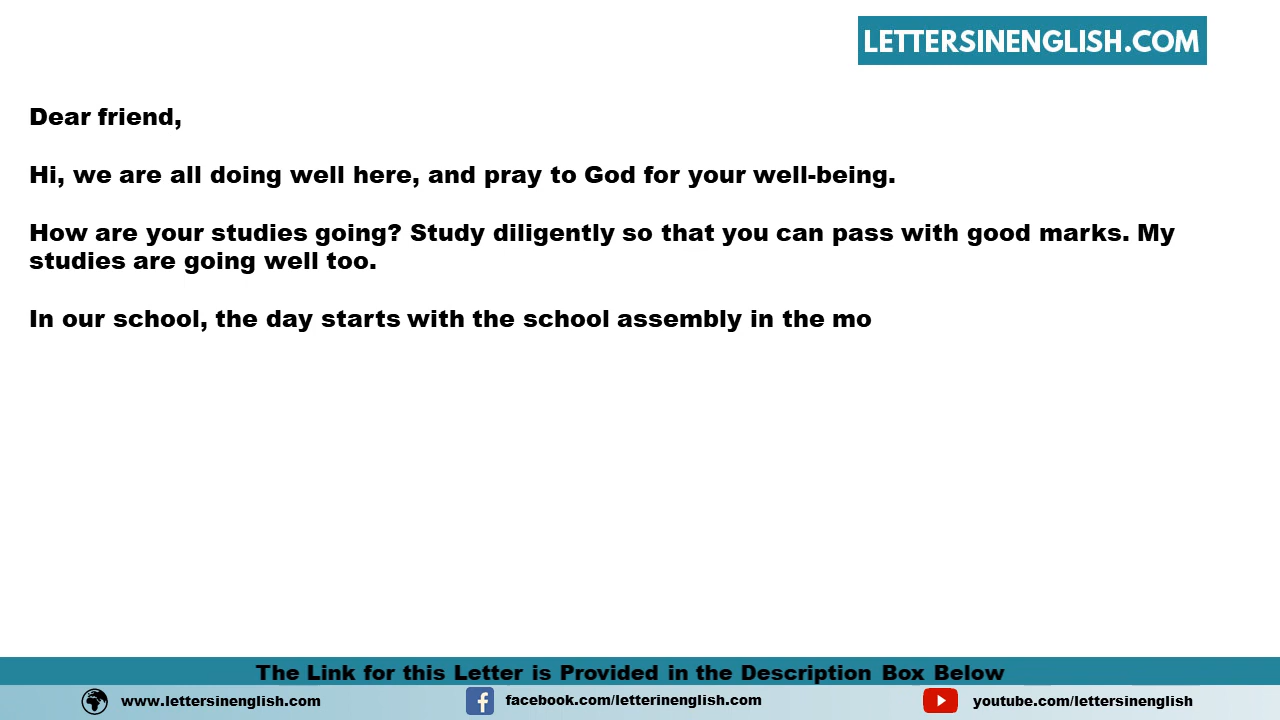 LETTERSINENGLISH.COM
Dear friend,
Hi, we are all doing well here, and pray to God for your well-being.
How are your studies going? Study diligently so that you can pass with good marks. My
studies are going well too.
In our school, the day starts with the school assembly in the mo
The Link for this Letter is Provided in the Description Box Below
www.lettersinenglish.com
facebook.com/letterinenglish.com
youtube.com/lettersinenglish